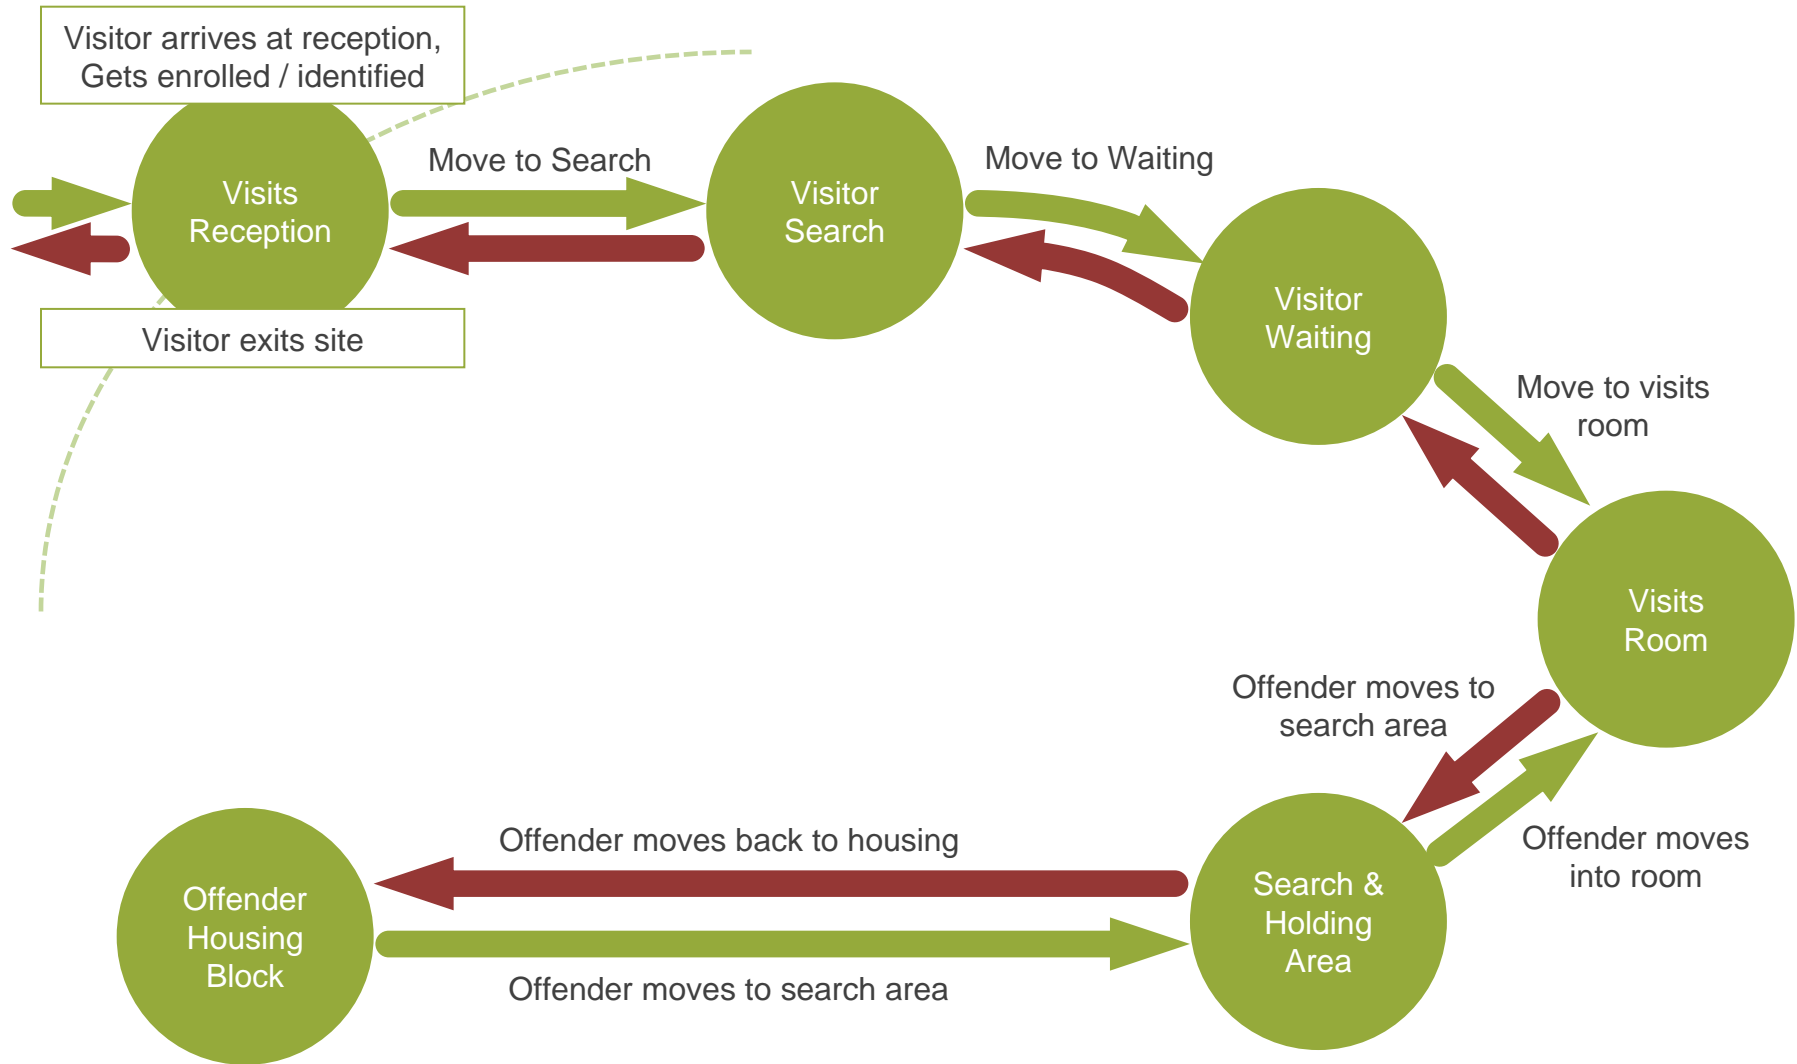 Visitor arrives at reception,
Gets enrolled / identified
Visits
Reception
Visitor exits site
Move to Search
Visitor
Search
Move to Waiting
Visitor
Waiting
Move to visits
room
Visits
Room
Offender moves to
search area
Offender moves
into room
Search &
Holding
Area
Offender moves back to housing
Offender
Housing
Block
Offender moves to search area